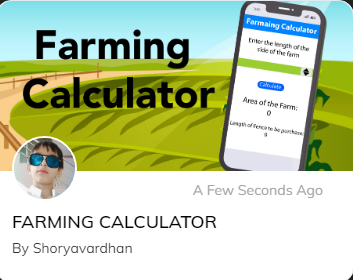 Farming
Calculator
Farmaing Calculator
Enter the length of the
side of the farm
Calculate
Area of the Farm:
0
Length of Fence to be purchase
0
A Few Seconds Ago
FARMING CALCULATOR
By Shoryavardhan